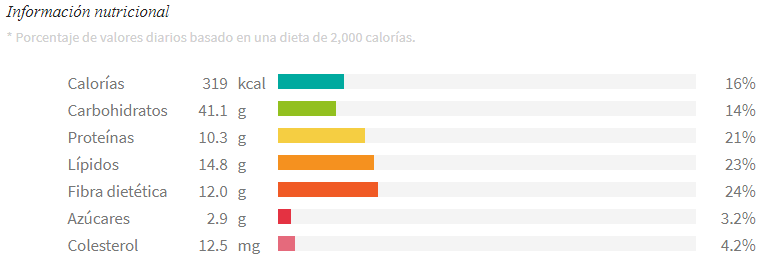 Información nutricional
* Porcentaje de valores diarios basado en una dieta de 2,000 calorías.
Calorías 319 kcal 16%
Carbohidratos 41.1 g 14%
Proteínas 10.3 g 21%
Lípidos 14.8 g 23%
Fibra dietética 12.0 g 24%
Azúcares 2.9 g 3.2%
Colesterol 12.5 mg 4.2%